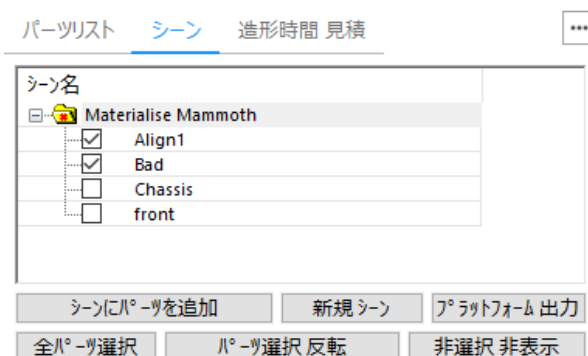 パーツリスト シーン 造形時間 見積 ...
ｼｰﾝ名
Materialise Mammoth
Align1
Bad
Chassis
front
ｼｰﾝにﾊﾟｰﾂを追加 新規 ｼｰﾝ ﾌﾟﾗｯﾄﾌｫｰﾑ 出力
全ﾊﾟｰﾂ選択 ﾊﾟｰﾂ選択 反転 非選択 非表示